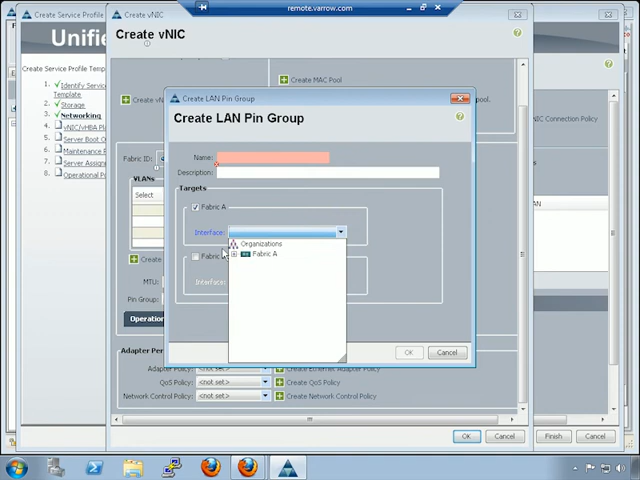 remote.varrow.com
Create Service Profile Temp
Create vNIC
Unifie
Create vNIC
Create Service Profile Templa
1. Identify Service
Template
2. Storage
3. Networking
4. vNIC/vHBA Pl
5. Server Boot O
6. Maintenance
7. Server Assign
8. Operational P
Create MAC Pool
Create vN
pool.
NIC Connection Policy
Create LAN Pin Group
Create LAN Pin Group
Name:
Description:
Targets
Fabric A
Interface:
Organizations
Fabric A
Fabric
Interface:
Fabric ID:
VLANs
Select
AN
Create
MTU
Pin Group:
Operation
OK
Cancel
Adapter Per
Adapter Policy:
<not set>
Create Ethernet Adapter
QoS Policy:
<not set>
Create QoS Policy
Network Control Policy:
<not set>
Create Network Control Policy
OK
Cancel
Finish
Cancel